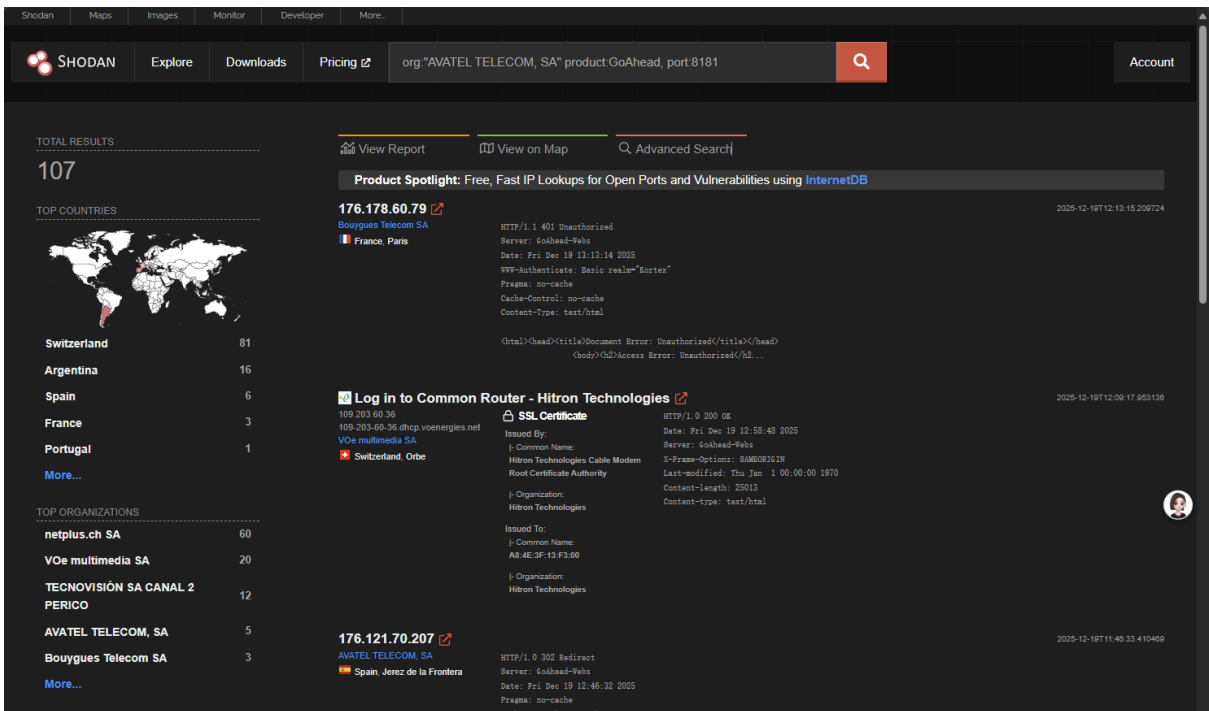 Shodan Maps Images Monitor Developer More...
SHODAN Explore Downloads Pricing org:"AVATEL TELECOM, SA" product:GoAhead, port:8181 Account
TOTAL RESULTS
107
TOP COUNTRIES
Switzerland 81
Argentina 16
Spain 6
France 3
Portugal 1
More...
TOP ORGANIZATIONS
netplus.ch SA 60
VOe multimedia SA 20
TECNOVISIÓN SA CANAL 2
PERICO 12
AVATEL TELECOM, SA 5
Bouygues Telecom SA 3
More...
View Report View on Map Advanced Search
Product Spotlight: Free, Fast IP Lookups for Open Ports and Vulnerabilities using InternetDB
176.178.60.79
2025-12-19T12:13:15.209724
Bouygues Telecom SA
France, Paris
HTTP/1.1 401 Unauthorized
Server: GoAhead-Webs
Date: Fri Dec 19 13:13:14 2025
WWW-Authenticate: Basic realm="Kortex"
Pragma: no-cache
Cache-Control: no-cache
Content-Type: text/html
<html><head><title>Document Error: Unauthorized</title></head>
<body><h2>Access Error: Unauthorized</h2...
Log in to Common Router - Hitron Technologies
2025-12-19T12:09:17.953136
109.203.60.36
109-203-60-36.dhcp.voenergies.net
VOe multimedia SA
Switzerland, Orbe
SSL Certificate
Issued By:
|- Common Name:
Hitron Technologies Cable Modem
Root Certificate Authority
|- Organization:
Hitron Technologies
Issued To:
|- Common Name:
A8:4E:3F:13:F3:00
|- Organization:
Hitron Technologies
HTTP/1.0 200 OK
Date: Fri Dec 19 12:58:48 2025
Server: GoAhead-Webs
X-Frame-Options: SAMEORIGIN
Last-modified: Thu Jan 1 00:00:00 1970
Content-length: 25013
Content-type: text/html
176.121.70.207
2025-12-19T11:46:33.410469
AVATEL TELECOM, SA
Spain, Jerez de la Frontera
HTTP/1.0 302 Redirect
Server: GoAhead-Webs
Date: Fri Dec 19 12:46:32 2025
Pragma: no-cache